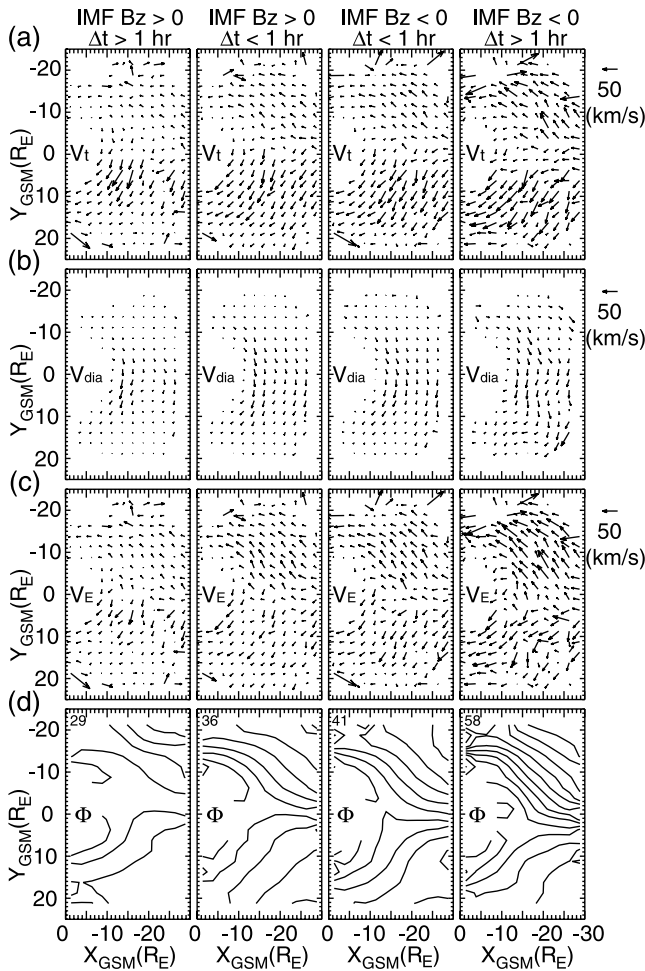 IMF Bz > 0 IMF Bz > 0 IMF Bz < 0 IMF Bz < 0
(a) Δt > 1 hr Δt < 1 hr Δt < 1 hr Δt > 1 hr
-20
-10
0
10
20
Y_GSM(R_E)
V_t V_t V_t V_t
50
(km/s)
(b)
-20
-10
0
10
20
Y_GSM(R_E)
V_dia V_dia V_dia V_dia
50
(km/s)
(c)
-20
-10
0
10
20
Y_GSM(R_E)
V_E V_E V_E V_E
50
(km/s)
(d)
29 36 41 58
-20
-10
0
10
20
Y_GSM(R_E)
Φ Φ Φ Φ
0 -10 -20 0 -10 -20 0 -10 -20 0 -10 -20 -30
X_GSM(R_E) X_GSM(R_E) X_GSM(R_E) X_GSM(R_E)